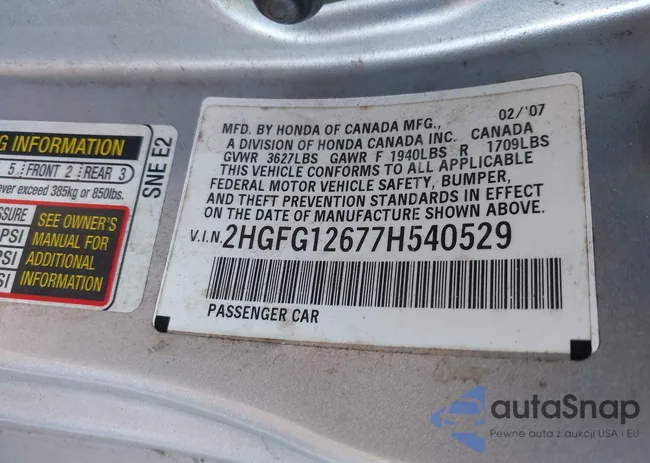 G INFORMATION
5 FRONT 2 REAR 3
ever exceed 385kg or 850lbs.
SSURE
PSI
PSI
SI
SEE OWNER'S
MANUAL FOR
ADDITIONAL
INFORMATION
SNE E2
02/'07
MFD. BY HONDA OF CANADA MFG.,
A DIVISION OF HONDA CANADA INC. CANADA
GVWR 3627LBS GAWR F 1940LBS R 1709LBS
THIS VEHICLE CONFORMS TO ALL APPLICABLE
FEDERAL MOTOR VEHICLE SAFETY, BUMPER,
AND THEFT PREVENTION STANDARDS IN EFFECT
ON THE DATE OF MANUFACTURE SHOWN ABOVE.
V.I.N. 2HGFG12677H540529
PASSENGER CAR
autaSnap
Pewne auta z aukcji USA i EU